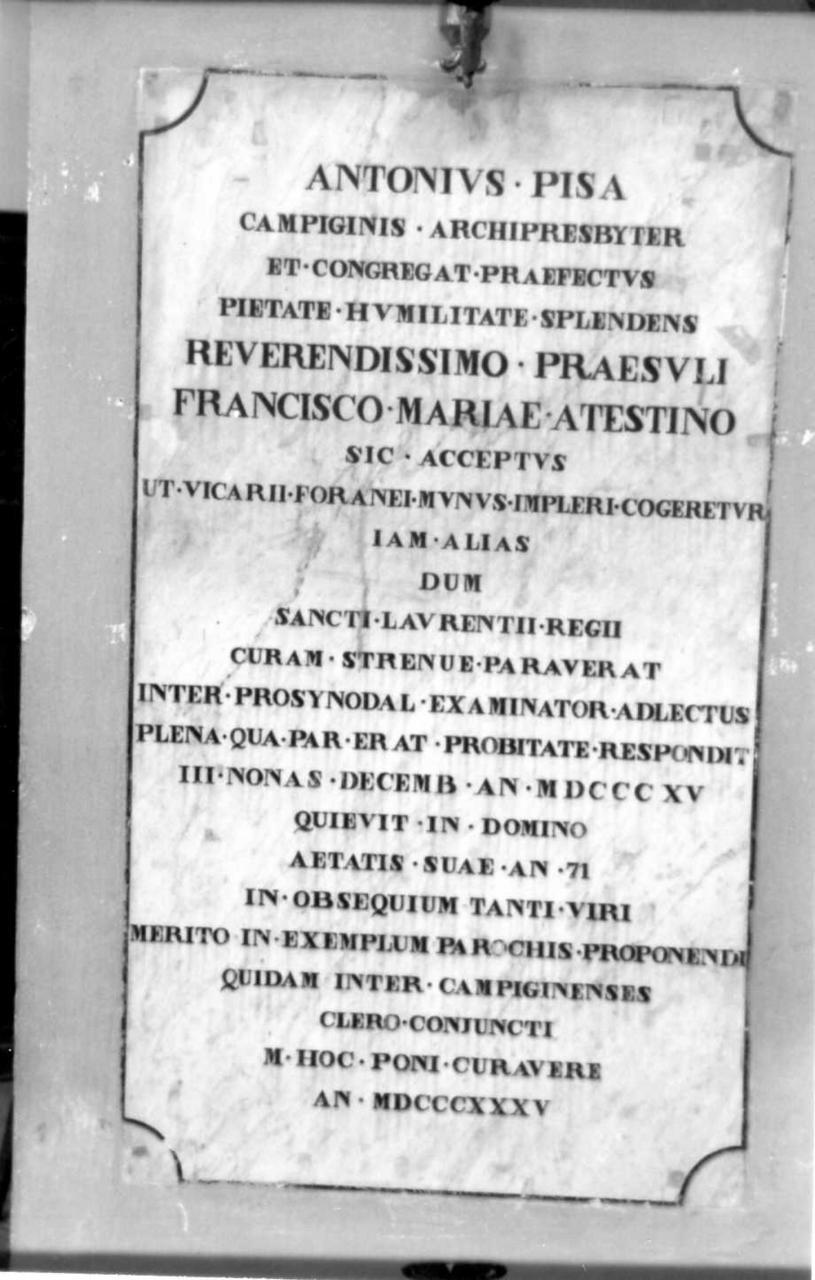 ANTONIVS · PISA
CAMPIGINIS · ARCHIPRESBYTER
ET · CONGREGAT · PRAEFECTVS
PIETATE · HVMILITATE · SPLENDENS
REVERENDISSIMO · PRAESVLI
FRANCISCO · MARIAE · ATESTINO
SIC · ACCEPTVS
UT · VICARII · FORANEI · MVNVS · IMPLERI · COGERETVR
IAM · ALIAS
DUM
SANCTI · LAVRENTII · REGII
CURAM · STRENUE · PARAVERAT
INTER · PROSYNODAL · EXAMINATOR · ADLECTUS
PLENA · QUA · PAR · ERAT · PROBITATE · RESPONDIT
III · NONAS · DECEMB · AN · MDCCCXV
QUIEVIT · IN · DOMINO
AETATIS · SUAE · AN · 71
IN · OBSEQUIUM TANTI · VIRI
MERITO IN · EXEMPLUM PAROCHIS · PROPONENDI
QUIDAM INTER · CAMPIGINENSES
CLERO · CONJUNCTI
M · HOC · PONI · CURAVERE
AN · MDCCCXXXV